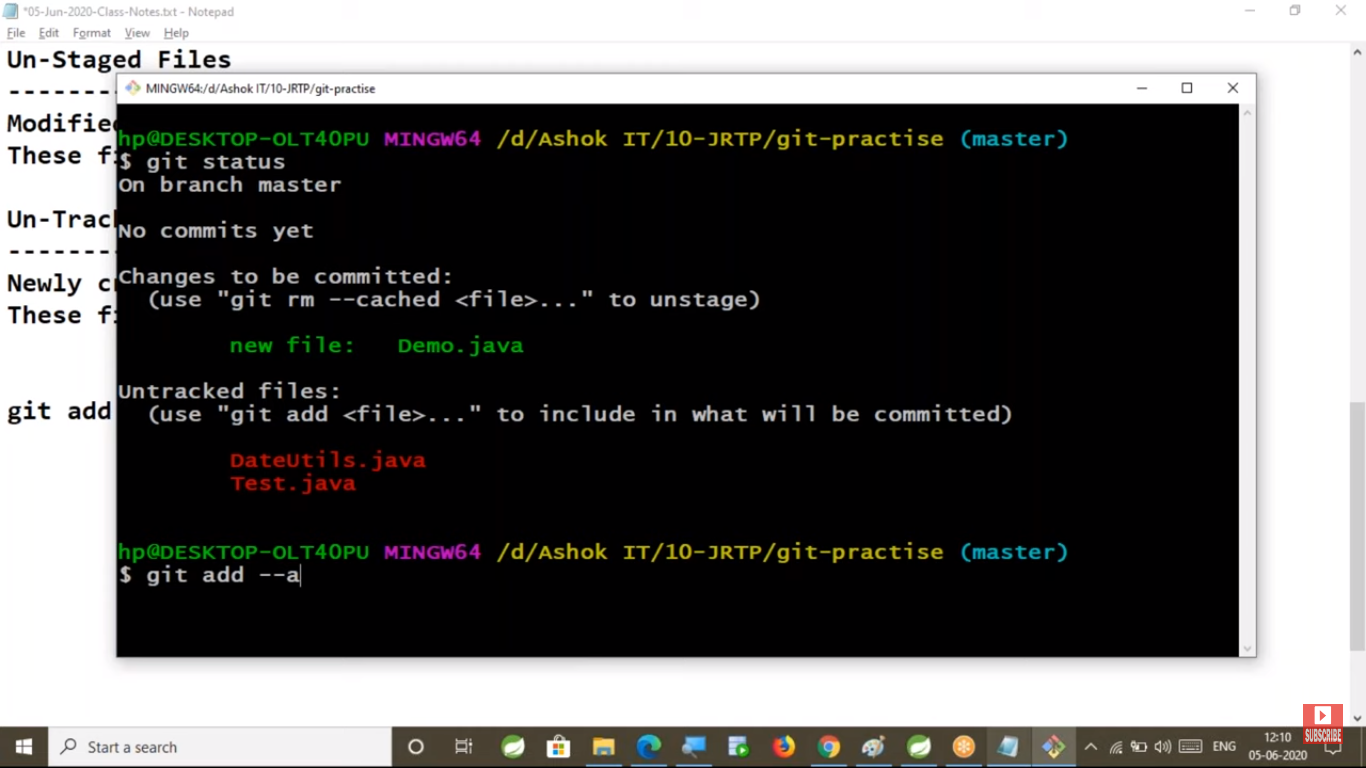 *05-Jun-2020-Class-Notes.txt - Notepad
File Edit Format View Help
Un-Staged Files
--------
MINGW64:/d/Ashok IT/10-JRTP/git-practise
Modified
These
Un-Track
-------
Newly
These
git add
hp@DESKTOP-OLT40PU MINGW64 /d/Ashok IT/10-JRTP/git-practise (master)
$ git status
On branch master
No commits yet
Changes to be committed:
(use "git rm --cached <file>..." to unstage)
new file: Demo.java
Untracked files:
(use "git add <file>..." to include in what will be committed)
DateUtils.java
Test.java
hp@DESKTOP-OLT40PU MINGW64 /d/Ashok IT/10-JRTP/git-practise (master)
$ git add --a
SUBSCRIBE
Start a search
ENG
12:10
05-06-2020